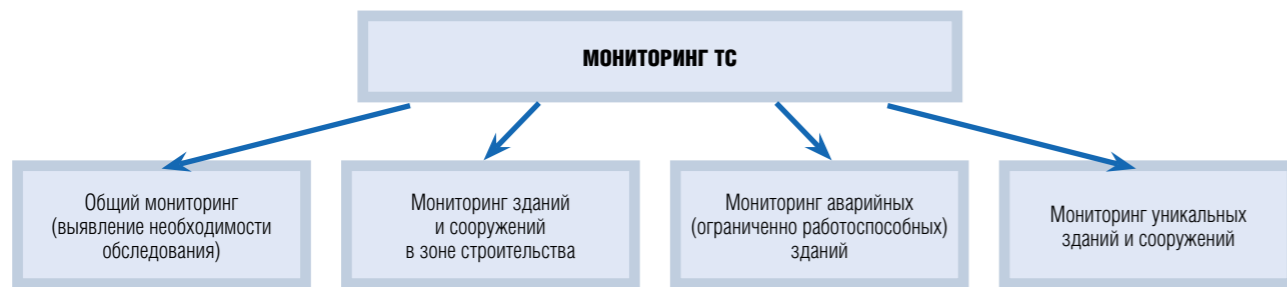 МОНИТОРИНГ ТС
Общий мониторинг
(выявление необходимости
обследования)
Мониторинг зданий
и сооружений
в зоне строительства
Мониторинг аварийных
(ограниченно работоспособных)
зданий
Мониторинг уникальных
зданий и сооружений